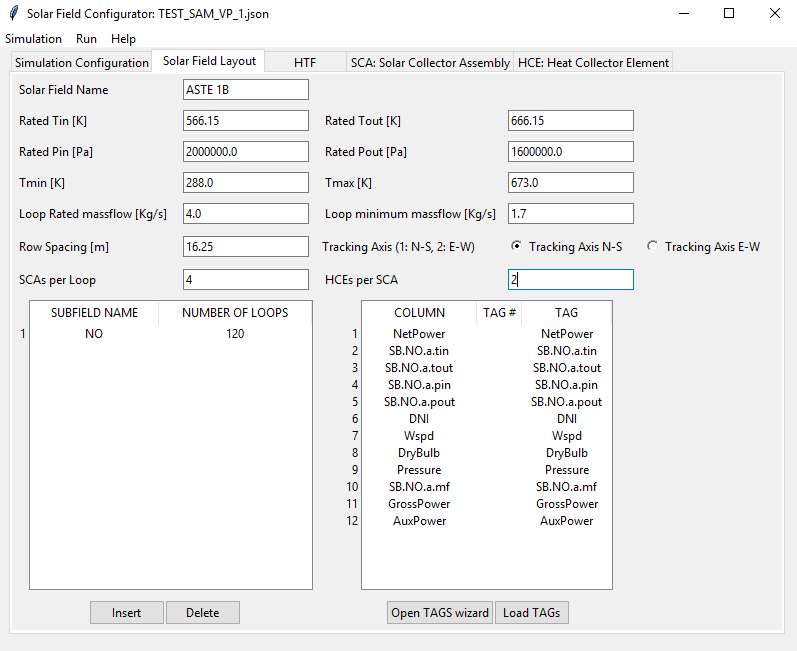 Solar Field Configurator: TEST_SAM_VP_1.json
Simulation Run Help
Simulation Configuration Solar Field Layout HTF SCA: Solar Collector Assembly HCE: Heat Collector Element
Solar Field Name ASTE 1B
Rated Tin [K] 566.15 Rated Tout [K] 666.15
Rated Pin [Pa] 2000000.0 Rated Pout [Pa] 1600000.0
Tmin [K] 288.0 Tmax [K] 673.0
Loop Rated massflow [Kg/s] 4.0 Loop minimum massflow [Kg/s] 1.7
Row Spacing [m] 16.25 Tracking Axis (1: N-S, 2: E-W) Tracking Axis N-S Tracking Axis E-W
SCAs per Loop 4 HCEs per SCA 2
SUBFIELD NAME NUMBER OF LOOPS COLUMN TAG # TAG
1 NO 120 1 NetPower NetPower
2 SB.NO.a.tin SB.NO.a.tin
3 SB.NO.a.tout SB.NO.a.tout
4 SB.NO.a.pin SB.NO.a.pin
5 SB.NO.a.pout SB.NO.a.pout
6 DNI DNI
7 Wspd Wspd
8 DryBulb DryBulb
9 Pressure Pressure
10 SB.NO.a.mf SB.NO.a.mf
11 GrossPower GrossPower
12 AuxPower AuxPower
Insert Delete Open TAGS wizard Load TAGs